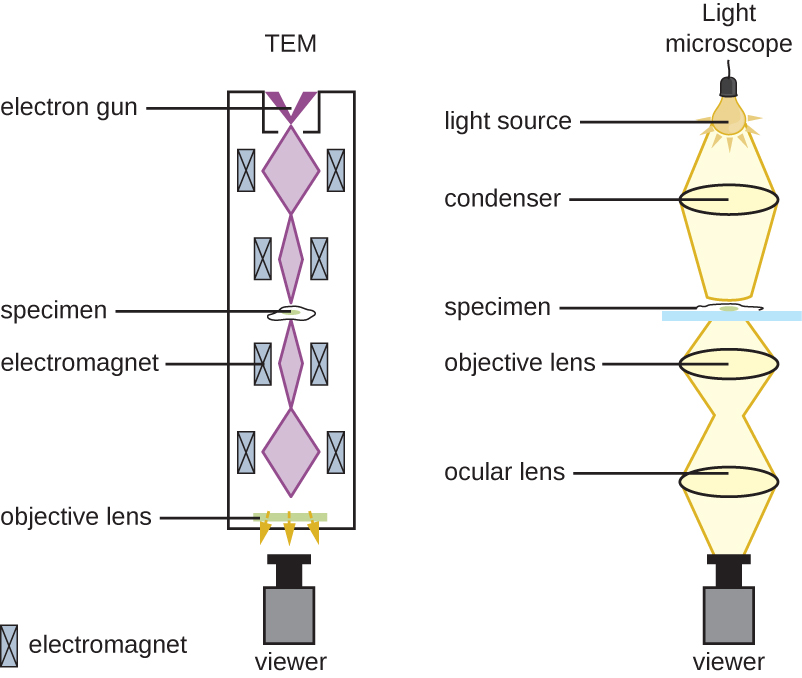 TEM
electron gun
specimen
electromagnet
objective lens
electromagnet
viewer
Light
microscope
light source
condenser
specimen
objective lens
ocular lens
viewer